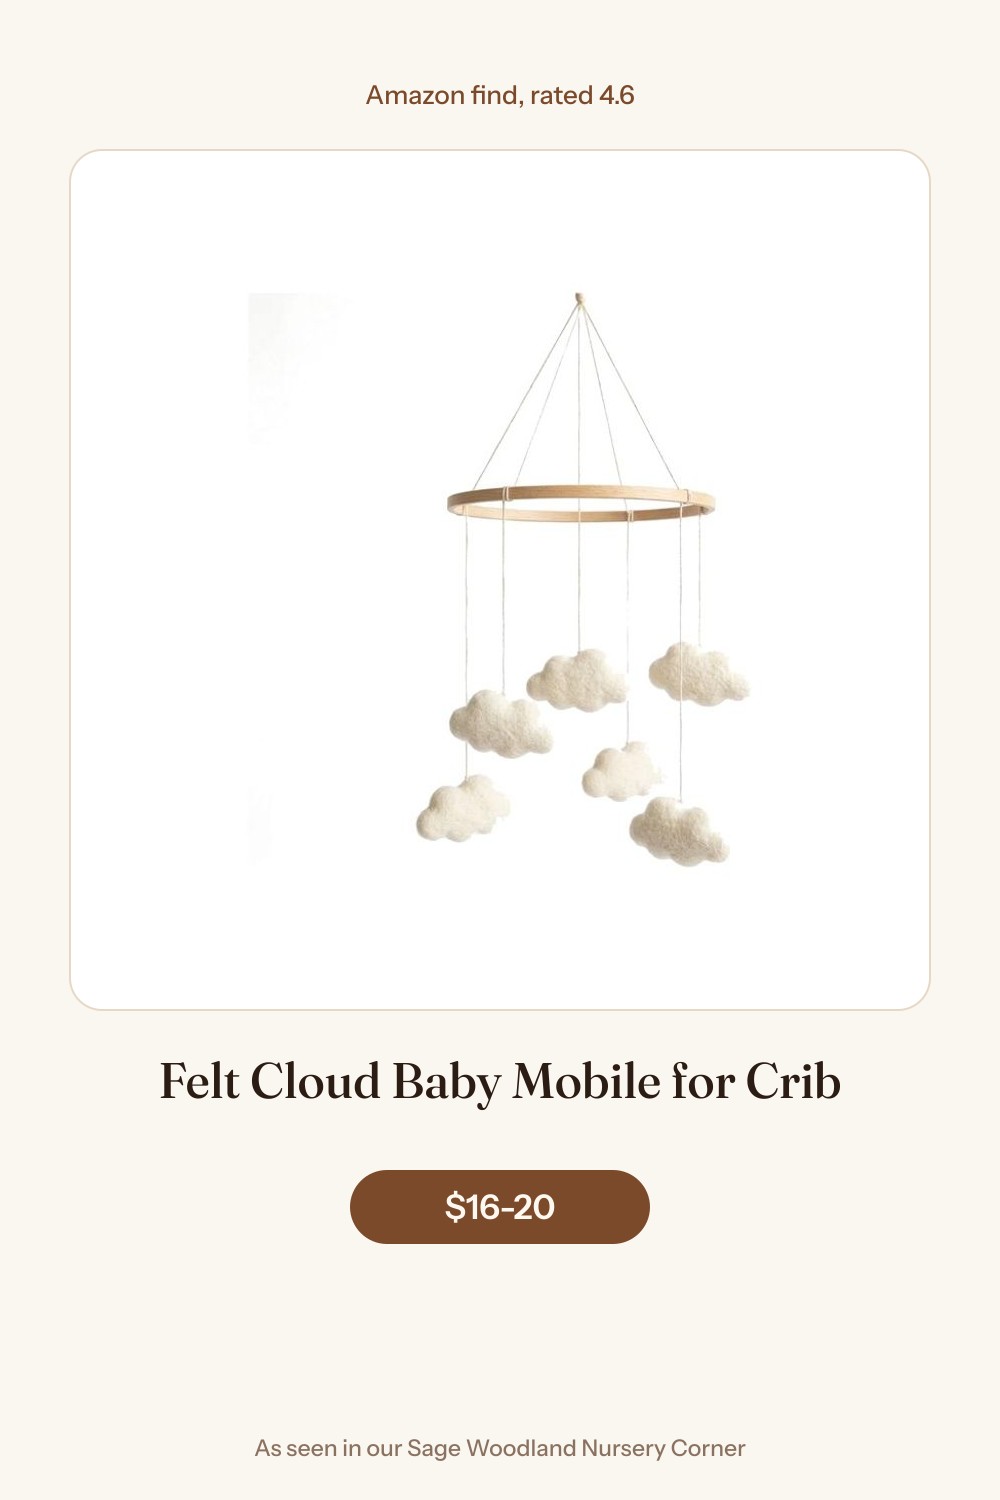 Amazon find, rated 4.6
Felt Cloud Baby Mobile for Crib
$16-20
As seen in our Sage Woodland Nursery Corner